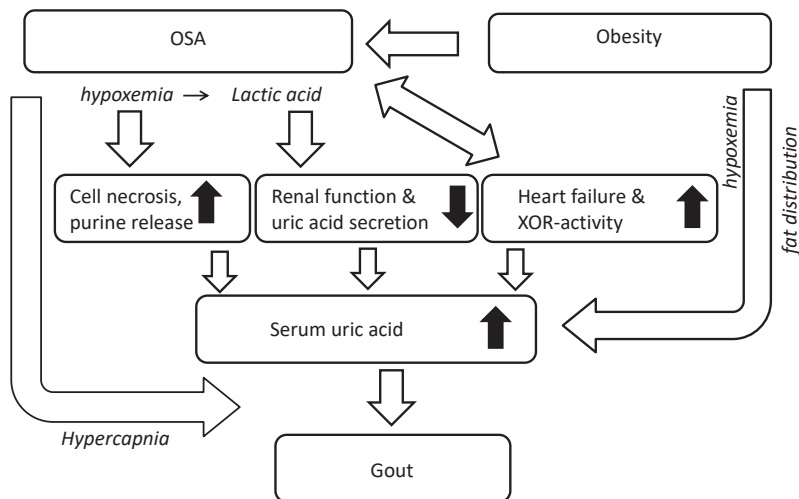 OSA
Obesity
hypoxemia → Lactic acid
hypoxemia
fat distribution
Cell necrosis,
purine release
Renal function &
uric acid secretion
Heart failure &
XOR-activity
Serum uric acid
Hypercapnia
Gout